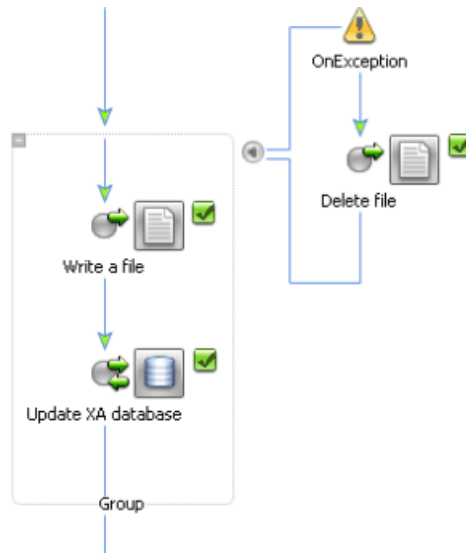 OnException
Delete file
Write a file
Update XA database
Group